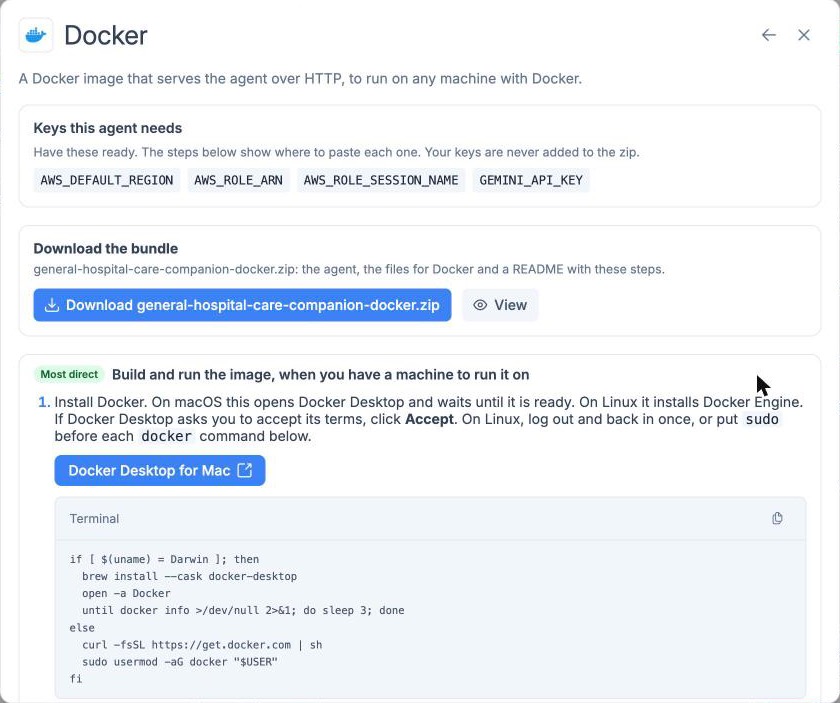 Docker
A Docker image that serves the agent over HTTP, to run on any machine with Docker.
Keys this agent needs
Have these ready. The steps below show where to paste each one. Your keys are never added to the zip.
AWS_DEFAULT_REGION AWS_ROLE_ARN AWS_ROLE_SESSION_NAME GEMINI_API_KEY
Download the bundle
general-hospital-care-companion-docker.zip: the agent, the files for Docker and a README with these steps.
Download general-hospital-care-companion-docker.zip View
Most direct Build and run the image, when you have a machine to run it on
1. Install Docker. On macOS this opens Docker Desktop and waits until it is ready. On Linux it installs Docker Engine.
If Docker Desktop asks you to accept its terms, click Accept. On Linux, log out and back in once, or put sudo
before each docker command below.
Docker Desktop for Mac
Terminal
if [ $(uname) = Darwin ]; then
  brew install --cask docker-desktop
  open -a Docker
  until docker info >/dev/null 2>&1; do sleep 3; done
else
  curl -fsSL https://get.docker.com | sh
  sudo usermod -aG docker "$USER"
fi